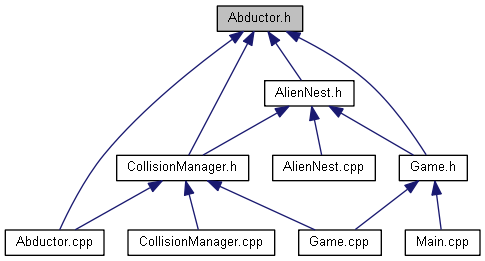 Abductor.h
AlienNest.h
CollisionManager.h
AlienNest.cpp
Game.h
Abductor.cpp
CollisionManager.cpp
Game.cpp
Main.cpp